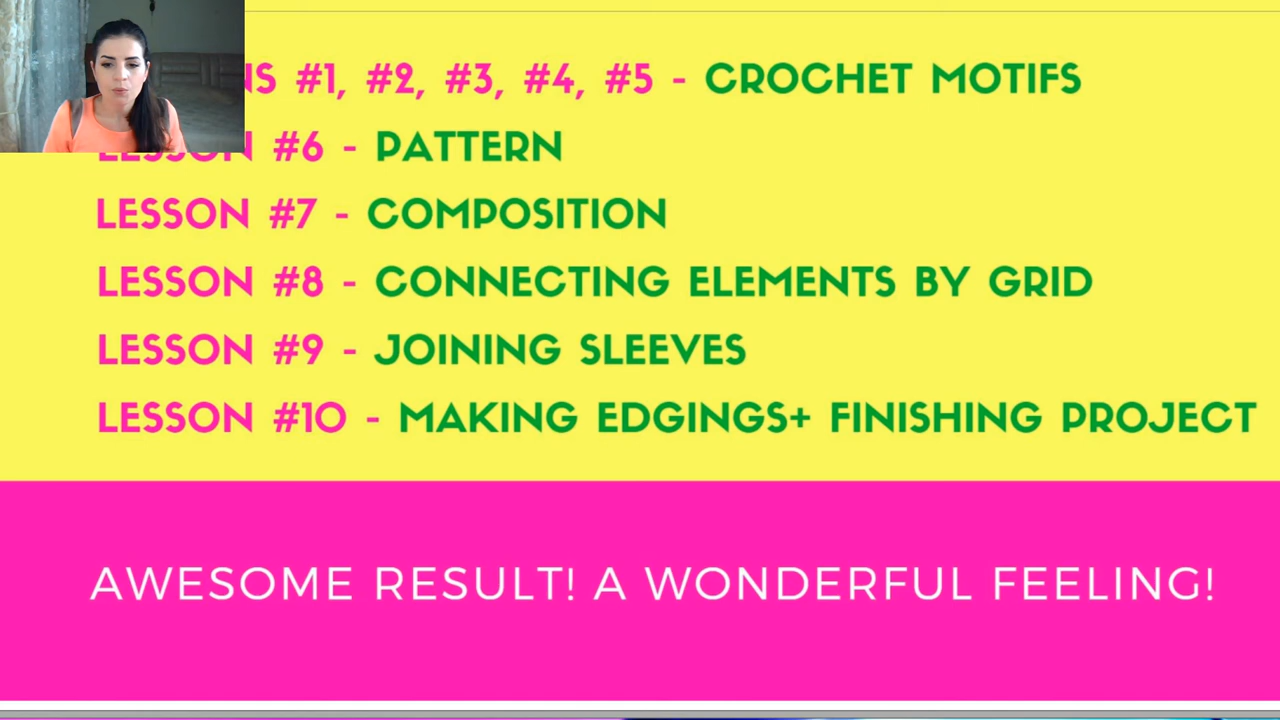 #1, #2, #3, #4, #5 - CROCHET MOTIFS
LESSON #6 - PATTERN
LESSON #7 - COMPOSITION
LESSON #8 - CONNECTING ELEMENTS BY GRID
LESSON #9 - JOINING SLEEVES
LESSON #10 - MAKING EDGINGS+ FINISHING PROJECT
AWESOME RESULT! A WONDERFUL FEELING!